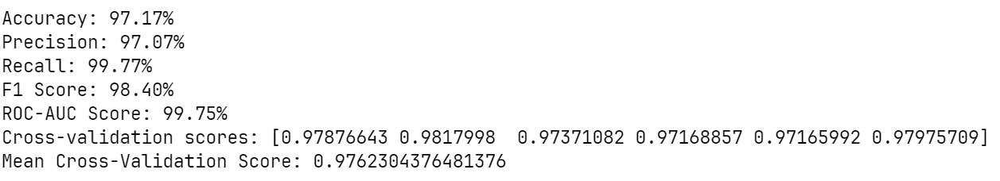 Accuracy: 97.17%
Precision: 97.07%
Recall: 99.77%
F1 Score: 98.40%
ROC-AUC Score: 99.75%
Cross-validation scores: [0.97876643 0.9817998  0.97371082 0.97168857 0.97165992 0.97975709]
Mean Cross-Validation Score: 0.9762304376481376